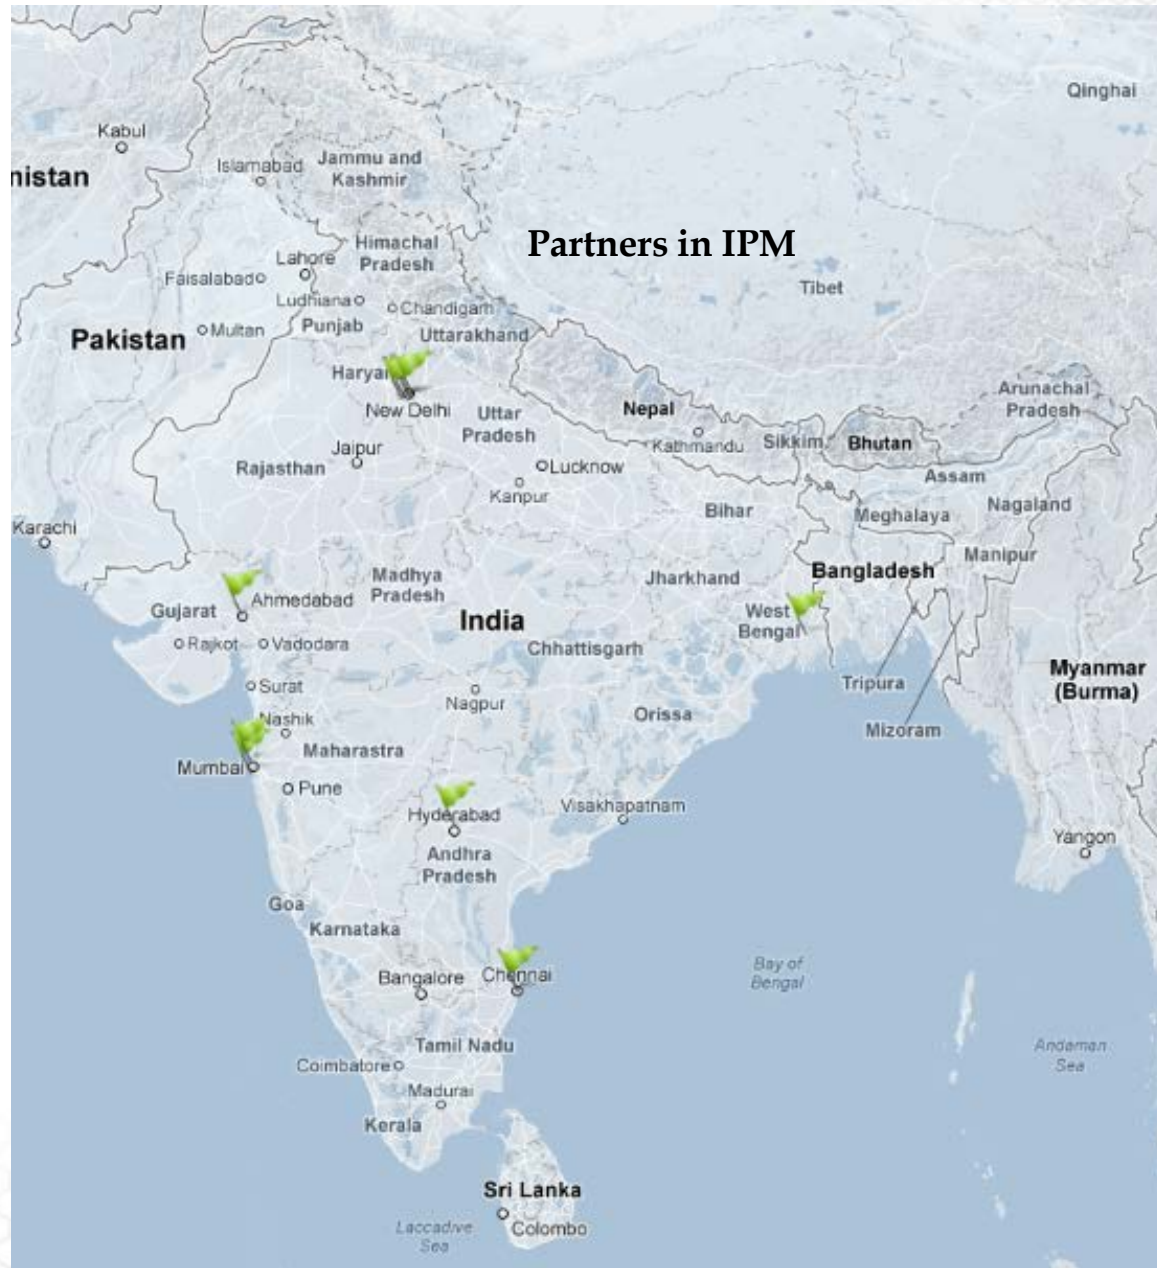 Qinghai
Kabul
nistan
Islamabad
Jammu and
Kashmir
Partners in IPM
Himachal
Pradesh
Lahore
Faisalabad
Tibet
Ludhiana
Chandigarh
Punjab
Multan
Pakistan
Uttarakhand
Harya
New Delhi
Uttar
Pradesh
Nepal
Arunachal
Pradesh
Kathmandu
Sikkim
Bhutan
Jaipur
Rajasthan
Lucknow
Kanpur
Assam
Nagaland
Bihar
Meghalaya
Karachi
Manipur
Bangladesh
Madhya
Pradesh
Jharkhand
Ahmedabad
Gujarat
India
West
Bengal
Rajkot
Vadodara
Chhattisgarh
Myanmar
(Burma)
Surat
Tripura
Nagpur
Orissa
Nashik
Mizoram
Maharastra
Mumbai
Pune
Visakhapatnam
Hyderabad
Yangon
Andhra
Pradesh
Goa
Karnataka
Bay of
Bengal
Bangalore
Chennai
Tamil Nadu
Andaman
Sea
Coimbatore
Madurai
Kerala
Sri Lanka
Laccadive
Sea
Colombo